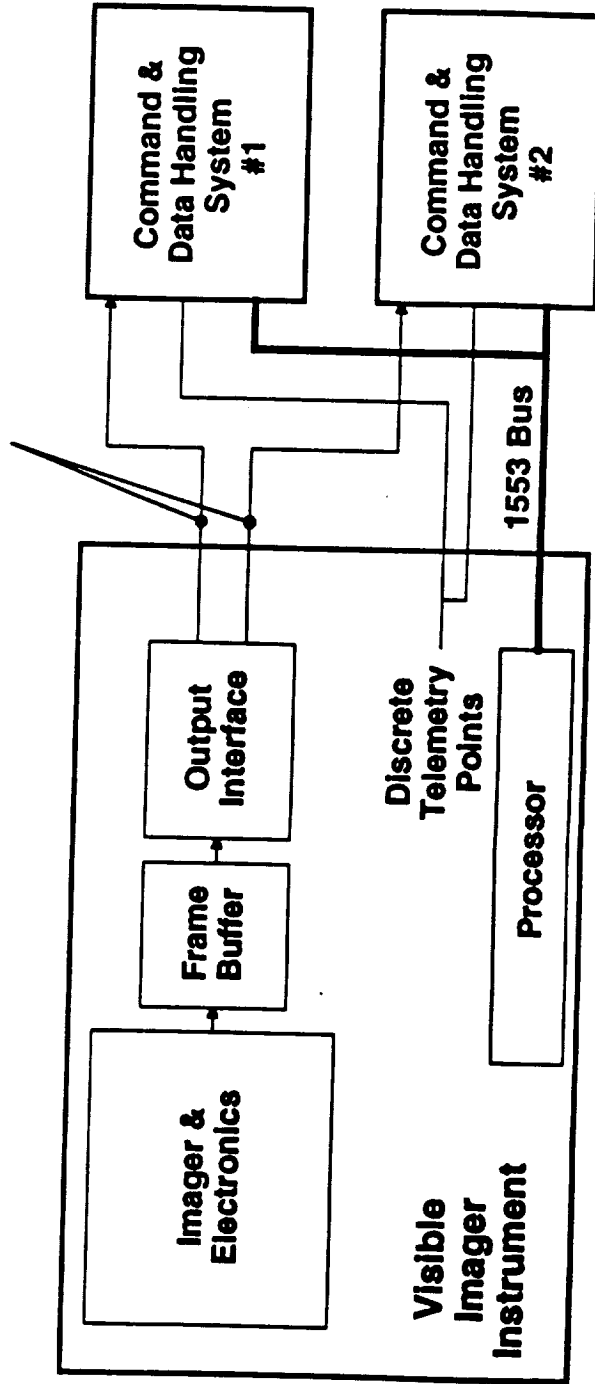 Imager &
Electronics
Frame
Buffer
Output
Interface
Command &
Data Handling
System
#1
Command &
Data Handling
System
#2
Discrete
Telemetry
Points
1553 Bus
Processor
Visible
Imager
Instrument